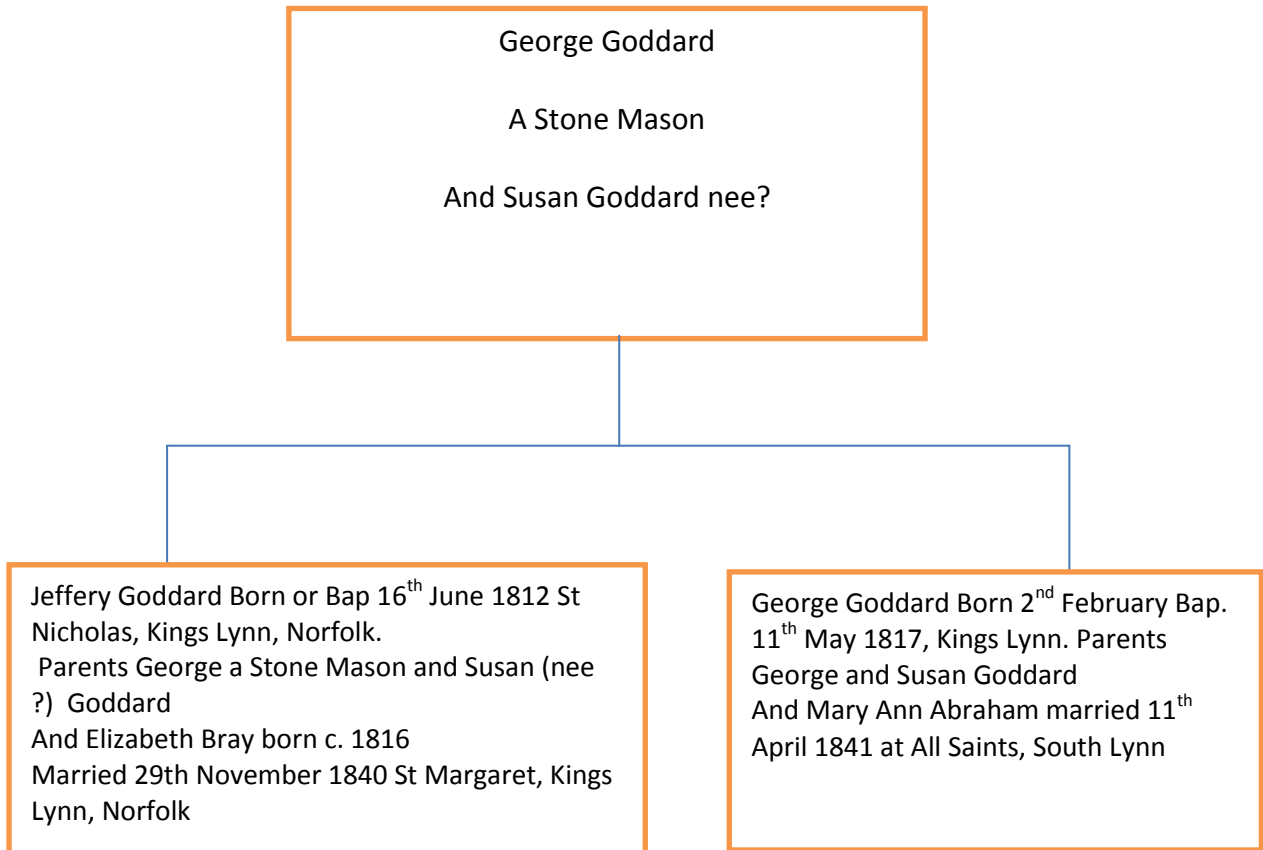 George Goddard
A Stone Mason
And Susan Goddard nee?
Jeffery Goddard Born or Bap 16th June 1812 St
Nicholas, Kings Lynn, Norfolk.
Parents George a Stone Mason and Susan (nee
?)  Goddard
And Elizabeth Bray born c. 1816
Married 29th November 1840 St Margaret, Kings
Lynn, Norfolk
George Goddard Born 2nd February Bap.
11th May 1817, Kings Lynn. Parents
George and Susan Goddard
And Mary Ann Abraham married 11th
April 1841 at All Saints, South Lynn